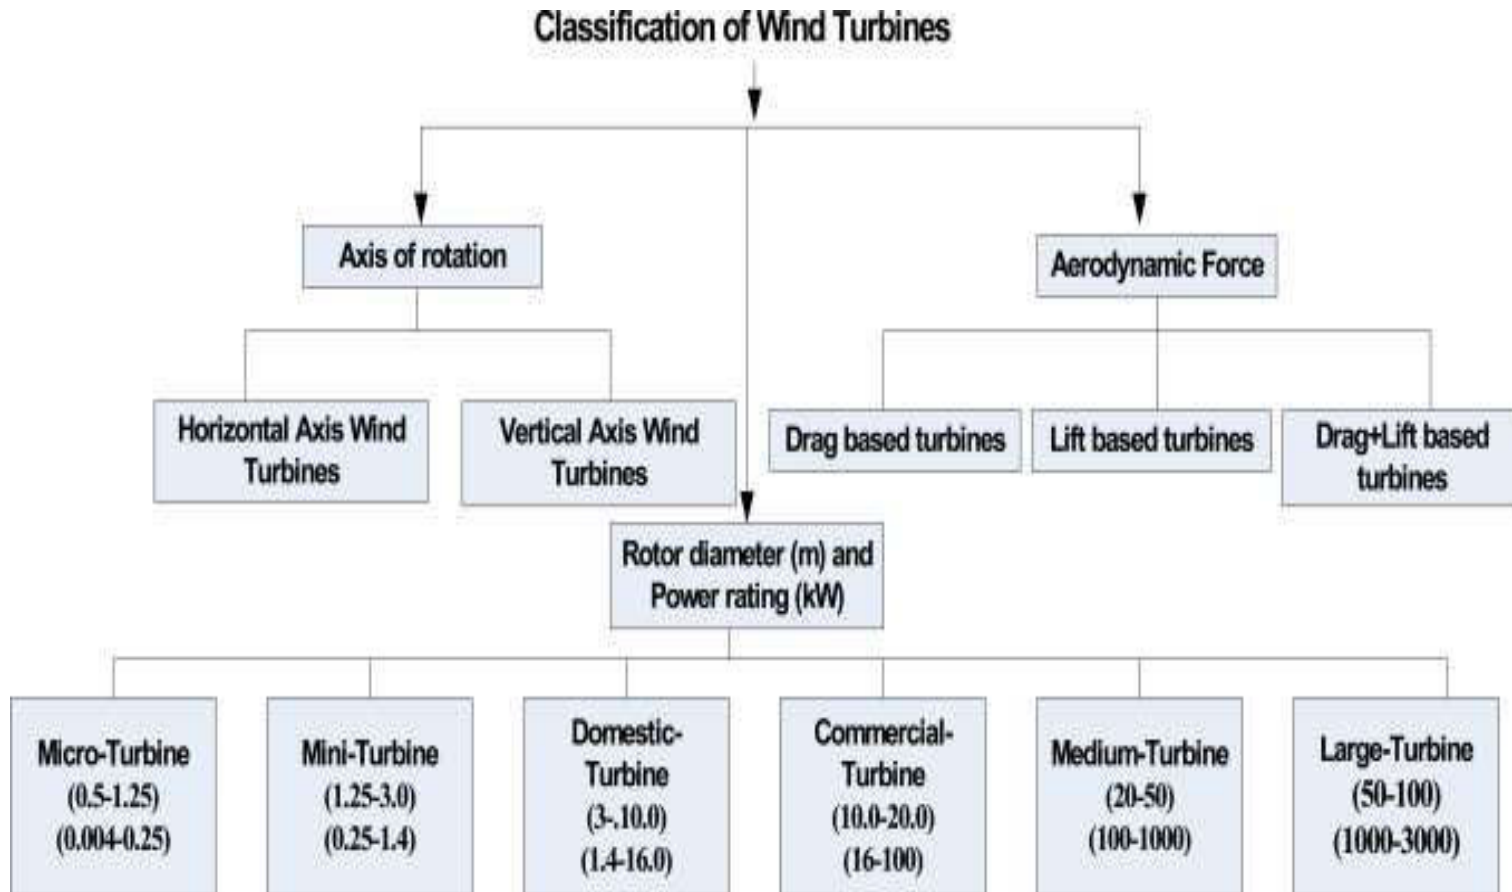 Classification of Wind Turbines
Axis of rotation
Aerodynamic Force
Horizontal Axis Wind
Turbines
Vertical Axis Wind
Turbines
Drag based turbines
Lift based turbines
Drag+Lift based
turbines
Rotor diameter (m) and
Power rating (kW)
Micro-Turbine
(0.5-1.25)
(0.004-0.25)
Mini-Turbine
(1.25-3.0)
(0.25-1.4)
Domestic-
Turbine
(3-.10.0)
(1.4-16.0)
Commercial-
Turbine
(10.0-20.0)
(16-100)
Medium-Turbine
(20-50)
(100-1000)
Large-Turbine
(50-100)
(1000-3000)